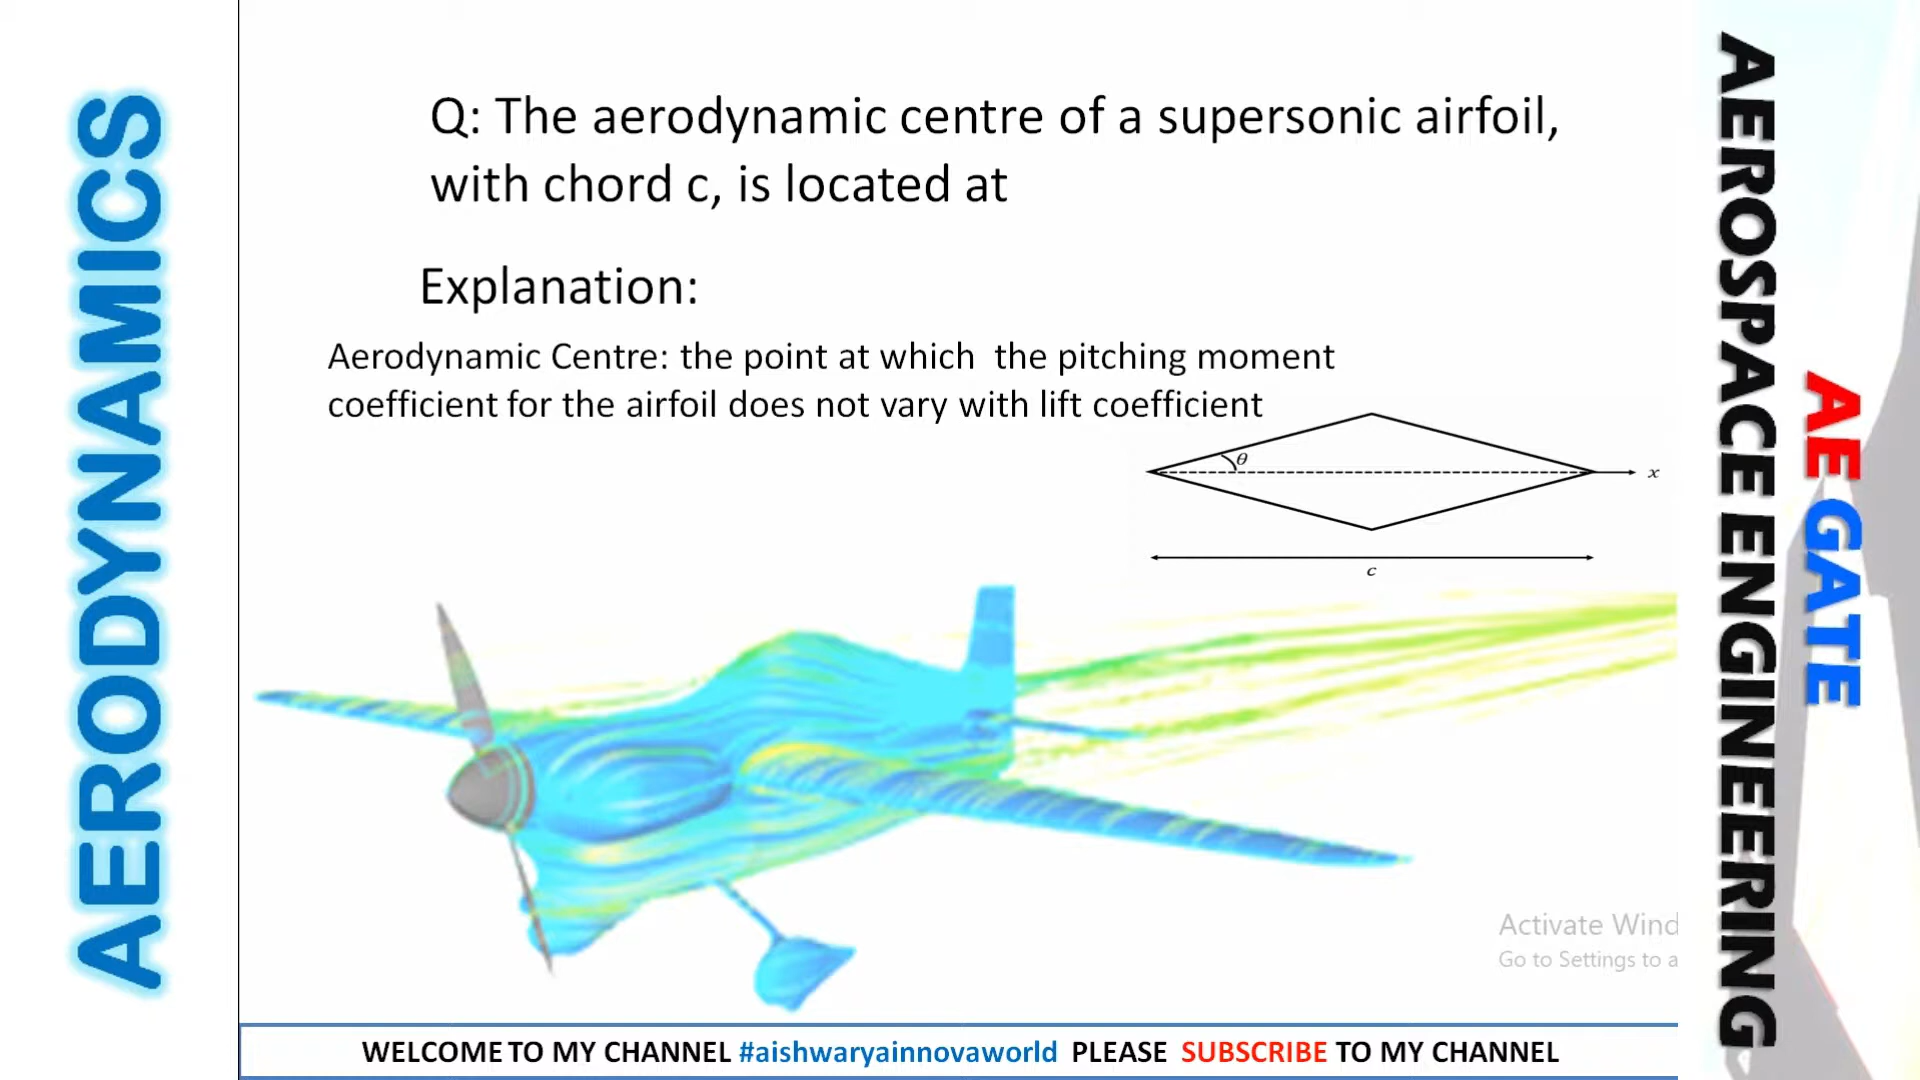 AERODYNAMICS
Q: The aerodynamic centre of a supersonic airfoil,
with chord c, is located at
Explanation:
Aerodynamic Centre: the point at which the pitching moment
coefficient for the airfoil does not vary with lift coefficient
θ
x
c
Activate Wind
Go to Settings to a
WELCOME TO MY CHANNEL #aishwaryainnovaworld PLEASE SUBSCRIBE TO MY CHANNEL
AEROSPACE ENGINEERING
AE GATE